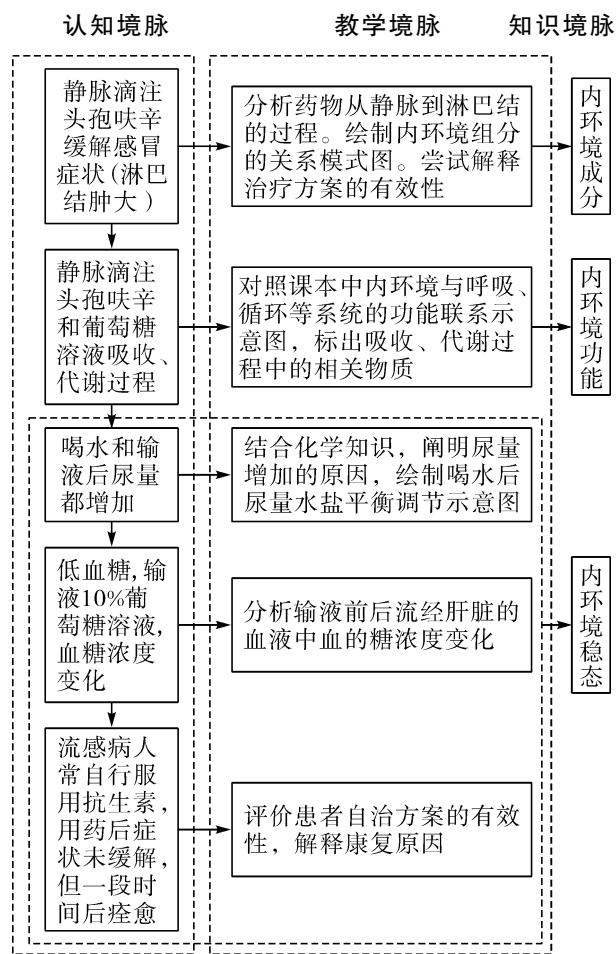 认知境脉
教学境脉
知识境脉
静脉滴注
头孢呋辛
缓解感冒
症状(淋巴
结肿大)
分析药物从静脉到淋巴结
的过程。绘制内环境组分
的关系模式图。尝试解释
治疗方案的有效性
内环境成分
静脉滴注
头孢呋辛
和葡萄糖
溶液吸收、
代谢过程
对照课本中内环境与呼吸、
循环等系统的功能联系示
意图,标出吸收、代谢过
程中的相关物质
内环境功能
喝水和输
液后尿量
都增加
结合化学知识,阐明尿量
增加的原因,绘制喝水后
尿量水盐平衡调节示意图
低血糖,输
液10%葡
萄糖溶液,
血糖浓度
变化
分析输液前后流经肝脏的
血液中血的糖浓度变化
内环境稳态
流感病人
常自行服
用抗生素,
用药后症
状未缓解,
但一段时
间后痊愈
评价患者自治方案的有效
性,解释康复原因